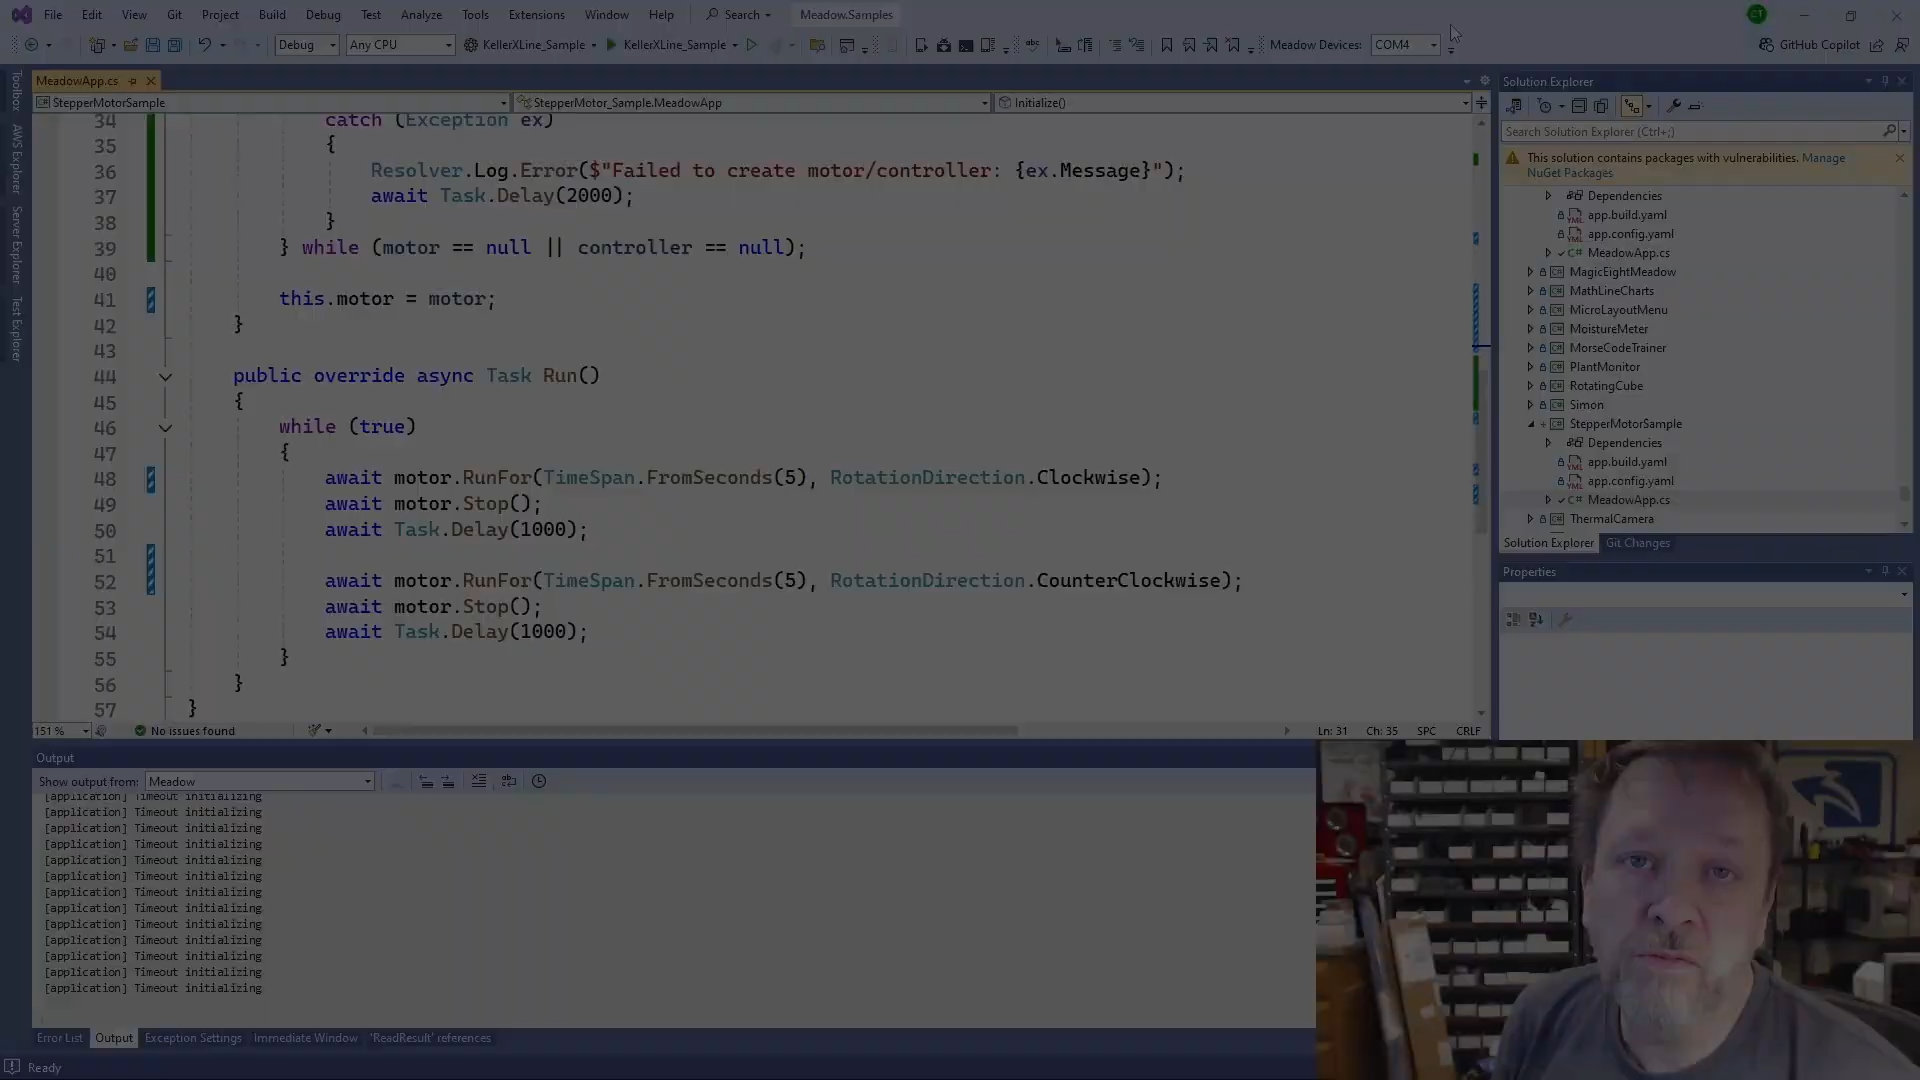 File Edit View Git Project Build Debug Test Analyze Tools Extensions Window Help Search Meadow.Samples CT
Debug Any CPU KellerXLine_Sample KellerXLine_Sample Meadow Devices: COM4 GitHub Copilot
Toolbox
AWS Explorer
Server Explorer
Test Explorer
MeadowApp.cs
StepperMotorSample StepperMotor_Sample.MeadowApp Initialize()
34 catch (Exception ex)
35 {
36 Resolver.Log.Error($"Failed to create motor/controller: {ex.Message}");
37 await Task.Delay(2000);
38 }
39 } while (motor == null || controller == null);
40
41 this.motor = motor;
42 }
43
44 public override async Task Run()
45 {
46 while (true)
47 {
48 await motor.RunFor(TimeSpan.FromSeconds(5), RotationDirection.Clockwise);
49 await motor.Stop();
50 await Task.Delay(1000);
51
52 await motor.RunFor(TimeSpan.FromSeconds(5), RotationDirection.CounterClockwise);
53 await motor.Stop();
54 await Task.Delay(1000);
55 }
56 }
57 }
151 % No issues found Ln: 31 Ch: 35 SPC CRLF
Solution Explorer
Search Solution Explorer (Ctrl+;)
This solution contains packages with vulnerabilities. Manage
NuGet Packages
Dependencies
app.build.yaml
app.config.yaml
MeadowApp.cs
MagicEightMeadow
MathLineCharts
MicroLayoutMenu
MoistureMeter
MorseCodeTrainer
PlantMonitor
RotatingCube
Simon
StepperMotorSample
Dependencies
app.build.yaml
app.config.yaml
MeadowApp.cs
ThermalCamera
Solution Explorer Git Changes
Properties
Output
Show output from: Meadow
[application] Timeout initializing
[application] Timeout initializing
[application] Timeout initializing
[application] Timeout initializing
[application] Timeout initializing
[application] Timeout initializing
[application] Timeout initializing
[application] Timeout initializing
[application] Timeout initializing
[application] Timeout initializing
[application] Timeout initializing
[application] Timeout initializing
[application] Timeout initializing
Error List Output Exception Settings Immediate Window 'ReadResult' references
Ready